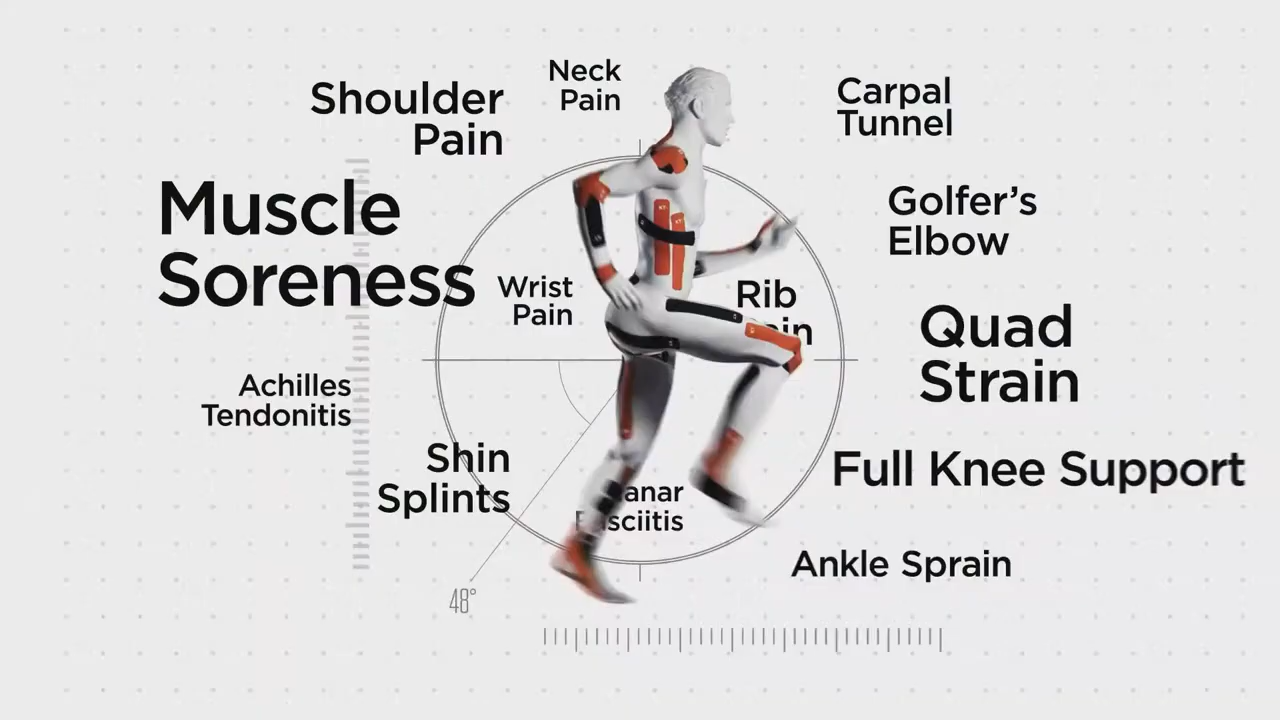 Neck
Pain
Shoulder
Pain
Carpal
Tunnel
Muscle
Soreness
Golfer’s
Elbow
Wrist
Pain
Rib
Quad
Strain
Achilles
Tendonitis
Shin
Splints
Full Knee Support
Ankle Sprain
48°